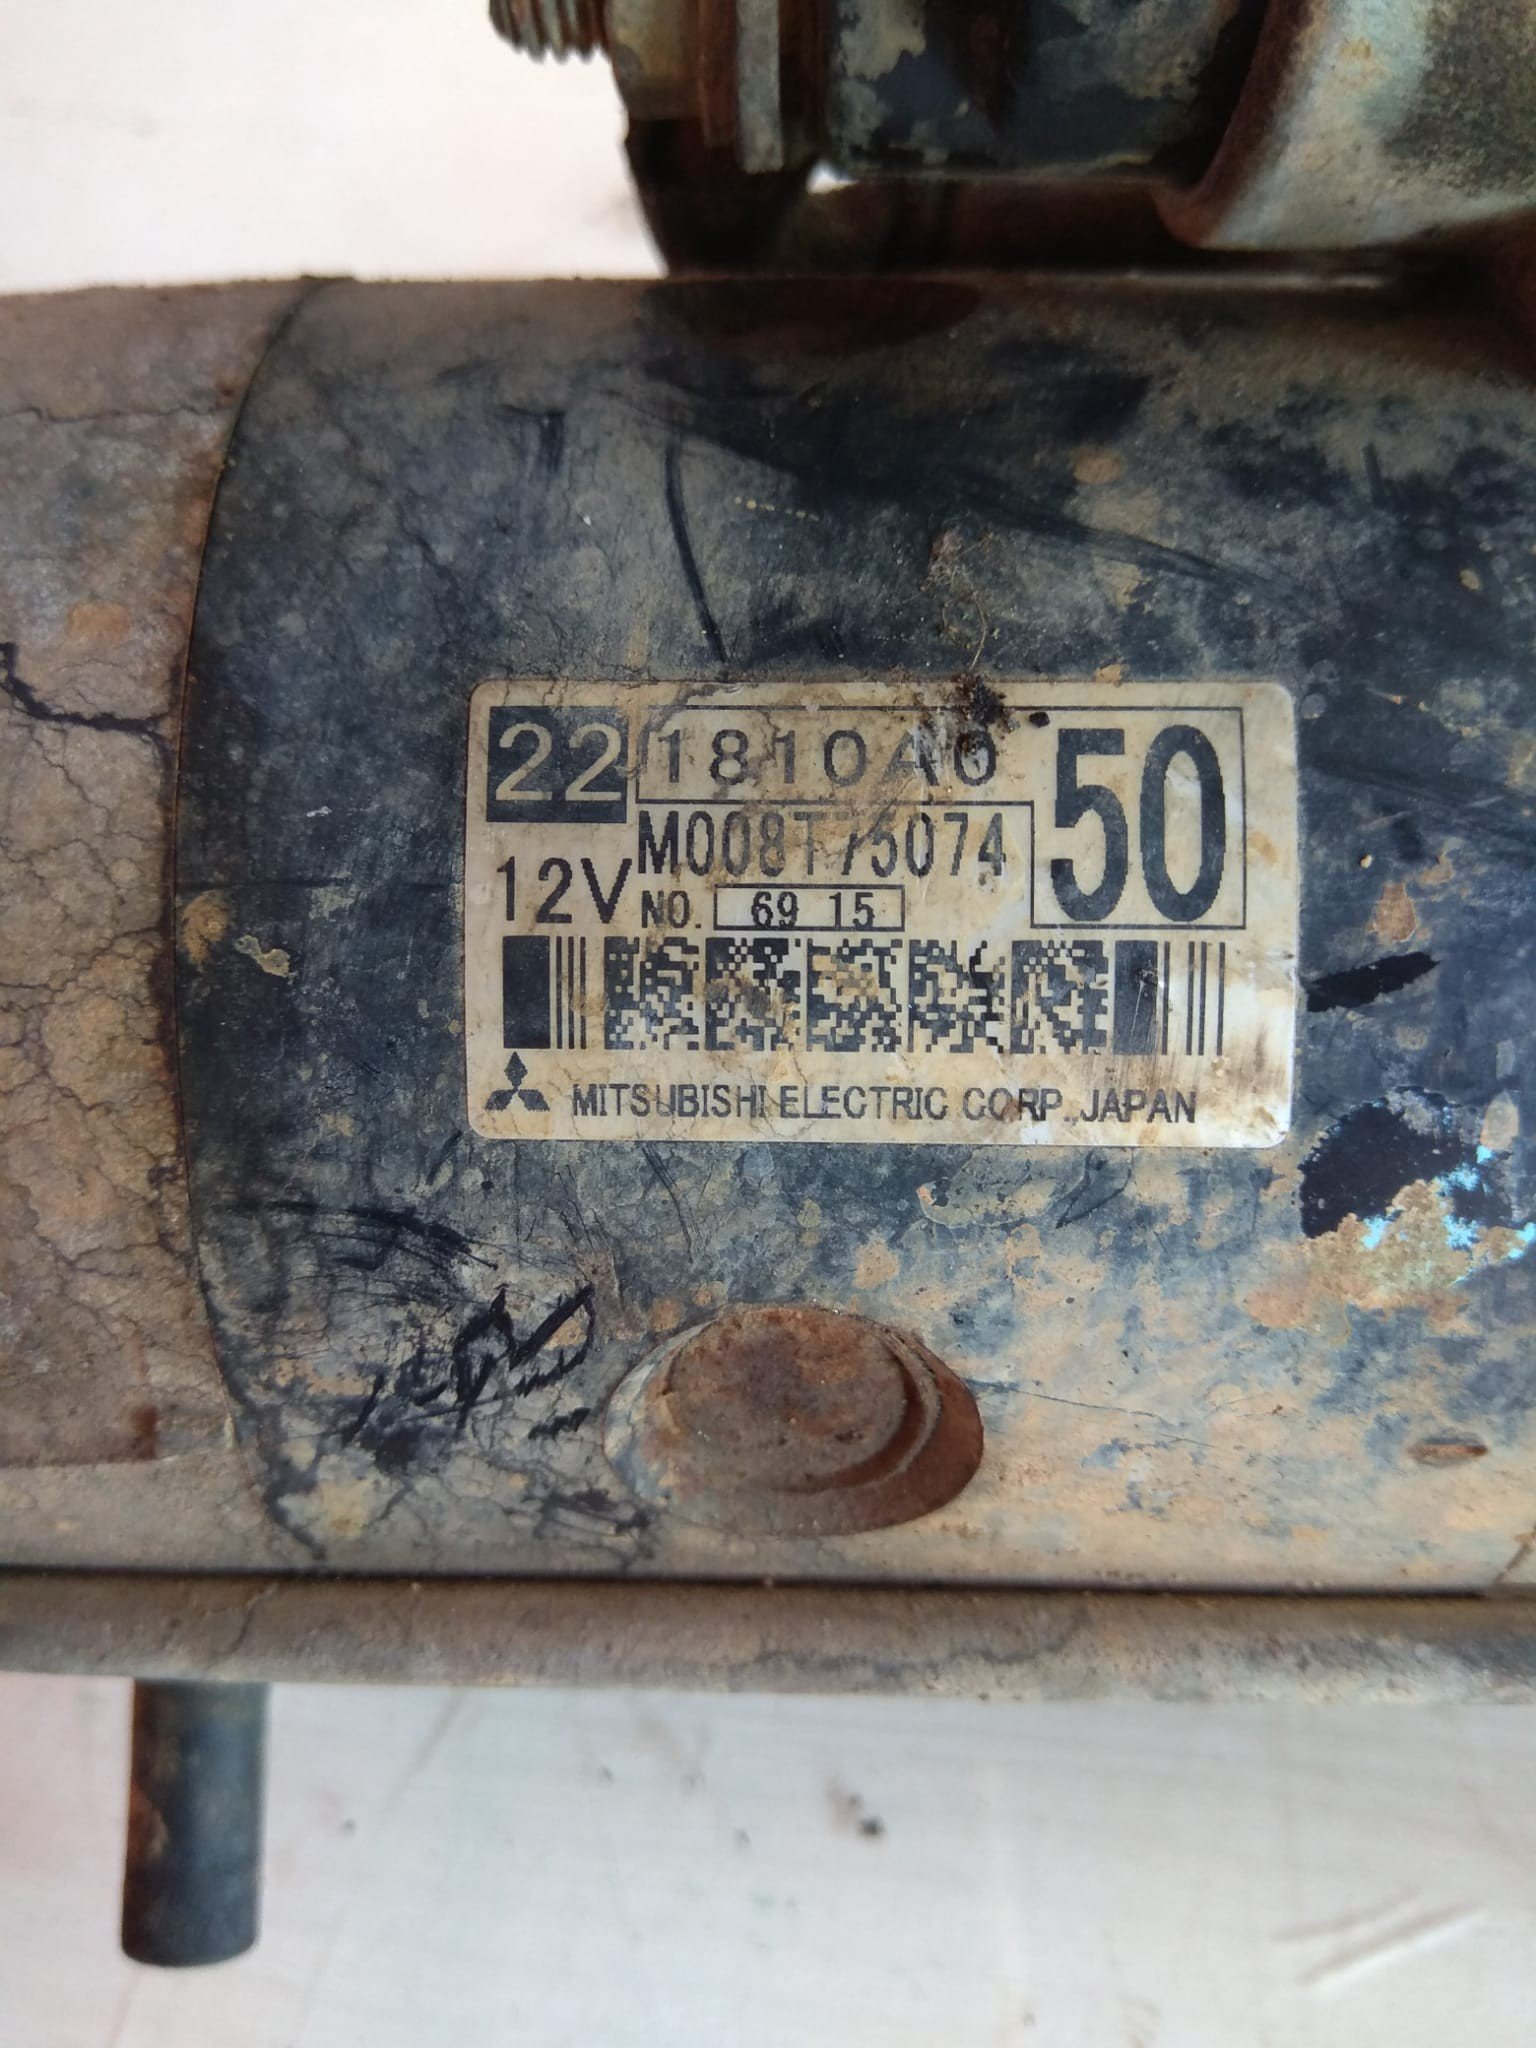 22 1810A0 50
M008T75074
12V NO. 69 15
MITSUBISHI ELECTRIC CORP., JAPAN